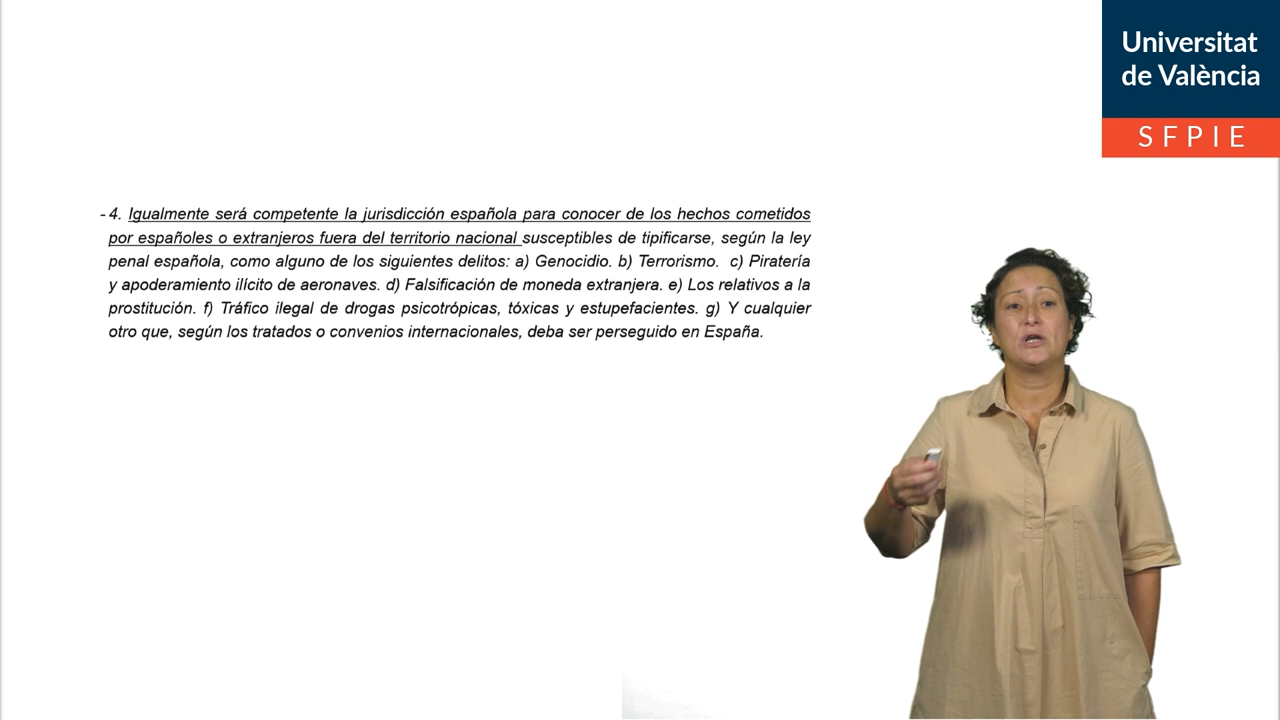 Universitat
de València
SFPIE
- 4. Igualmente será competente la jurisdicción española para conocer de los hechos cometidos
por españoles o extranjeros fuera del territorio nacional susceptibles de tipificarse, según la ley
penal española, como alguno de los siguientes delitos: a) Genocidio. b) Terrorismo. c) Piratería
y apoderamiento ilícito de aeronaves. d) Falsificación de moneda extranjera. e) Los relativos a la
prostitución. f) Tráfico ilegal de drogas psicotrópicas, tóxicas y estupefacientes. g) Y cualquier
otro que, según los tratados o convenios internacionales, deba ser perseguido en España.